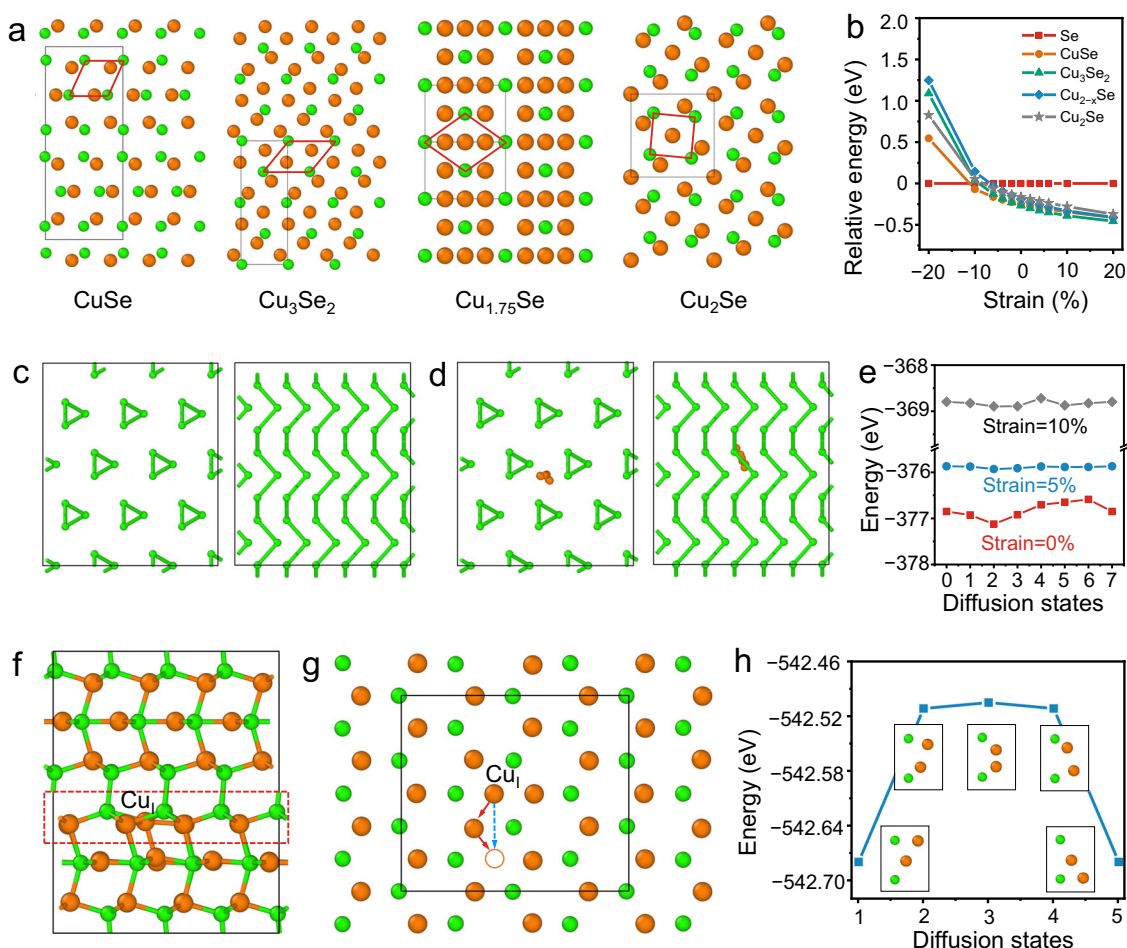 a
CuSe
Cu3Se2
Cu1.75Se
Cu2Se
b
Relative energy (eV)
2.0
1.5
1.0
0.5
0
−0.5
Se
CuSe
Cu3Se2
Cu2-xSe
Cu2Se
−20
−10
0
10
20
Strain (%)
c
d
e
Energy (eV)
−368
−369
−376
−377
−378
Strain=10%
Strain=5%
Strain=0%
0 1 2 3 4 5 6 7
Diffusion states
f
CuI
g
CuI
h
Energy (eV)
−542.46
−542.52
−542.58
−542.64
−542.70
1
2
3
4
5
Diffusion states